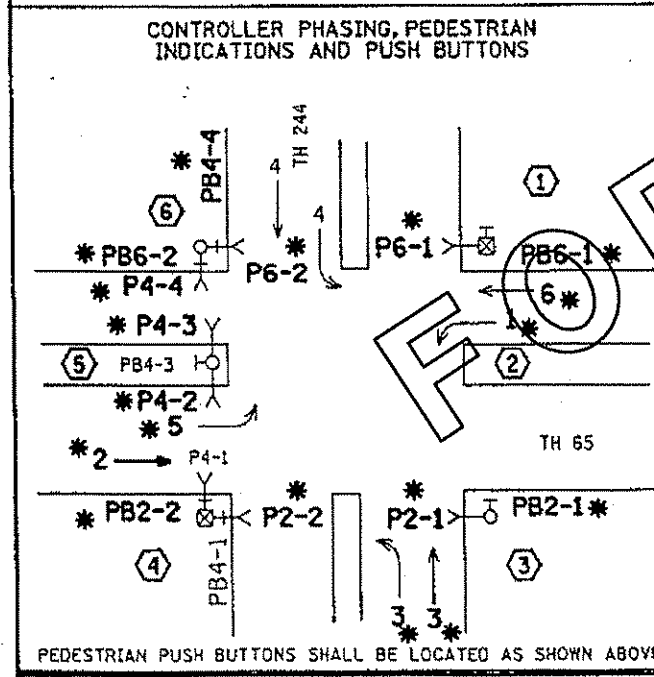 CONTROLLER PHASING, PEDESTRIAN
INDICATIONS AND PUSH BUTTONS
* PB4-4
4 TH 244
4
6
1
* PB6-2
P6-2 *
P6-1 *
PB6-1 *
* P4-4
6 *
* P4-3
1 *
5
PB4-3
2
* P4-2
* 5
TH 65
* 2
P4-1
F
* PB2-2
P2-2 *
P2-1 *
PB2-1 *
4
PB4-1
3
3 *
3 *
PEDESTRIAN PUSH BUTTONS SHALL BE LOCATED AS SHOWN ABOVE